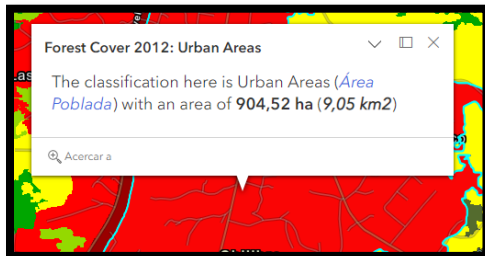 Forest Cover 2012: Urban Areas
The classification here is Urban Areas (Área
Poblada) with an area of 904,52 ha (9,05 km2)
Acercar a